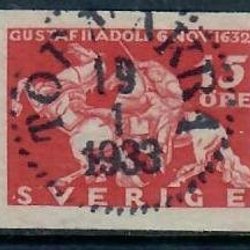 GUSTAF II ADOLF 6 NOV. 1632
15
ÖRE
19
1933
SVERIGE